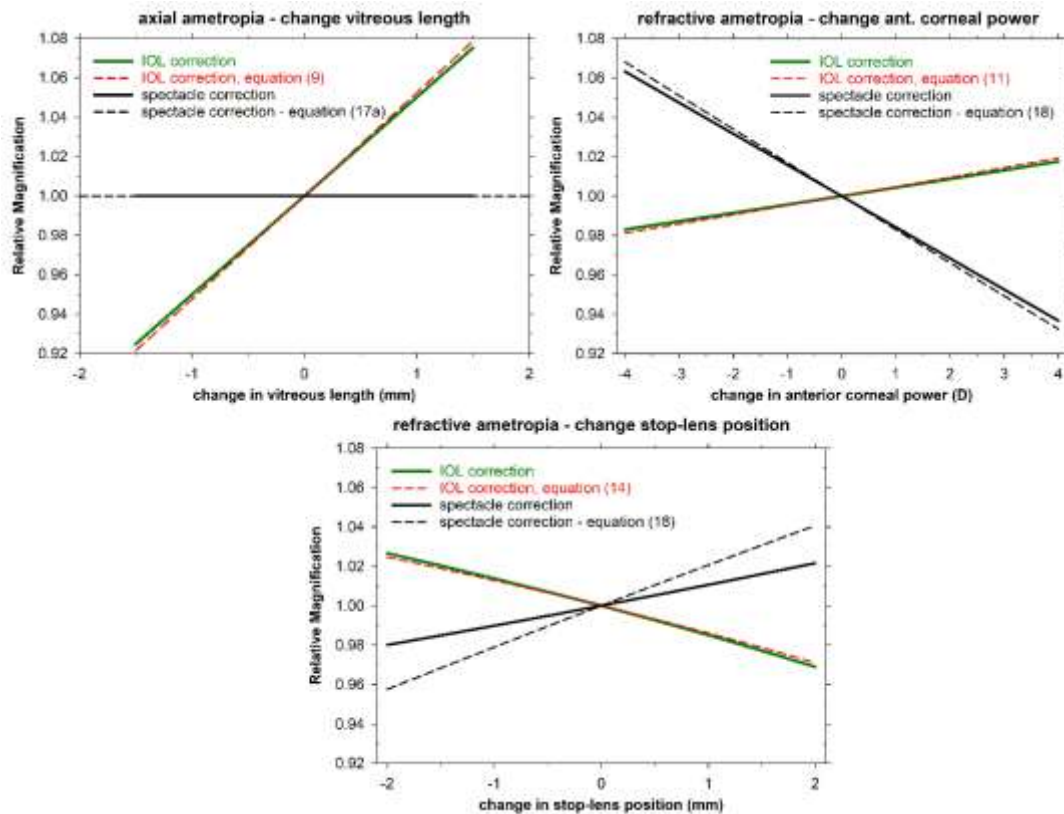 axial ametropia - change vitreous length
1.08
1.06
1.04
1.02
1.00
0.98
0.96
0.94
0.92
Relative Magnification
IOL correction
IOL correction, equation (9)
spectacle correction
spectacle correction - equation (17a)
-2
-1
0
1
2
change in vitreous length (mm)
refractive ametropia - change ant. corneal power
1.08
1.06
1.04
1.02
1.00
0.98
0.96
0.94
0.92
Relative Magnification
IOL correction
IOL correction, equation (11)
spectacle correction
spectacle correction - equation (18)
-4
-3
-2
-1
0
1
2
3
4
change in anterior corneal power (D)
refractive ametropia - change stop-lens position
1.08
1.06
1.04
1.02
1.00
0.98
0.96
0.94
0.92
Relative Magnification
IOL correction
IOL correction, equation (14)
spectacle correction
spectacle correction - equation (18)
-2
-1
0
1
2
change in stop-lens position (mm)